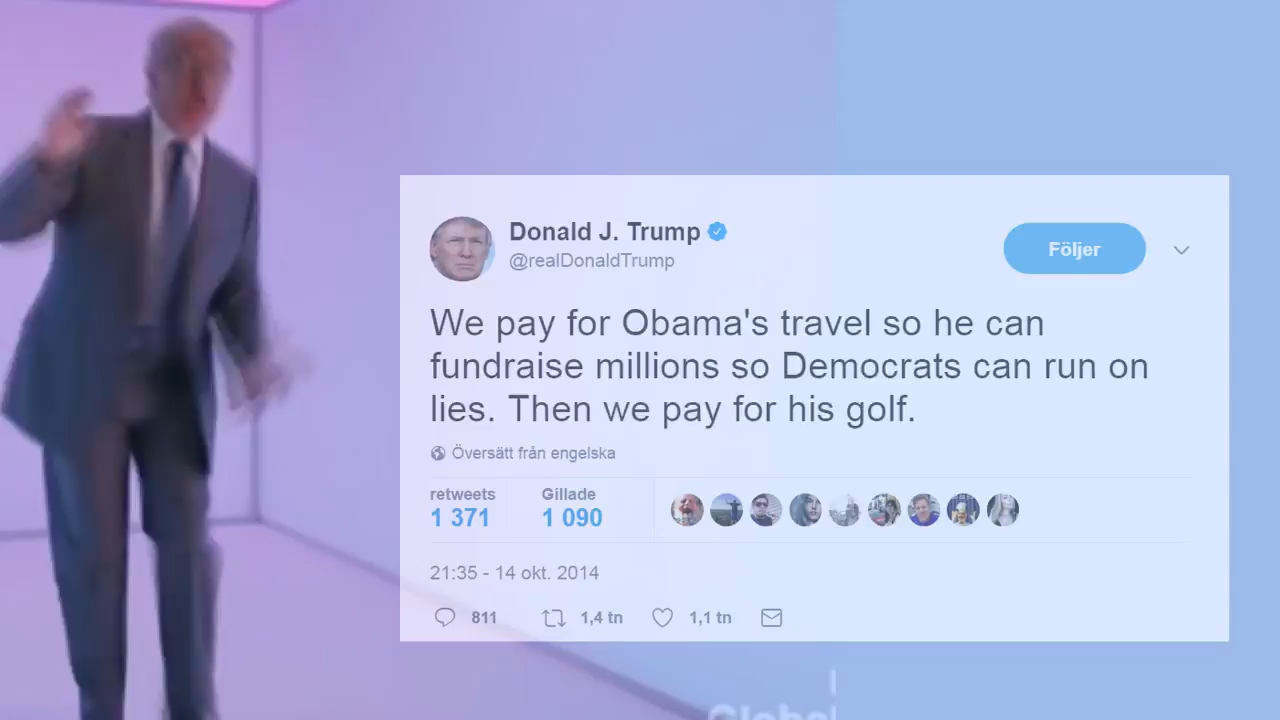 Donald J. Trump
@realDonaldTrump
Följer
We pay for Obama's travel so he can
fundraise millions so Democrats can run on
lies. Then we pay for his golf.
Översätt från engelska
retweets Gillade
1 371 1 090
21:35 - 14 okt. 2014
811 1,4 tn 1,1 tn